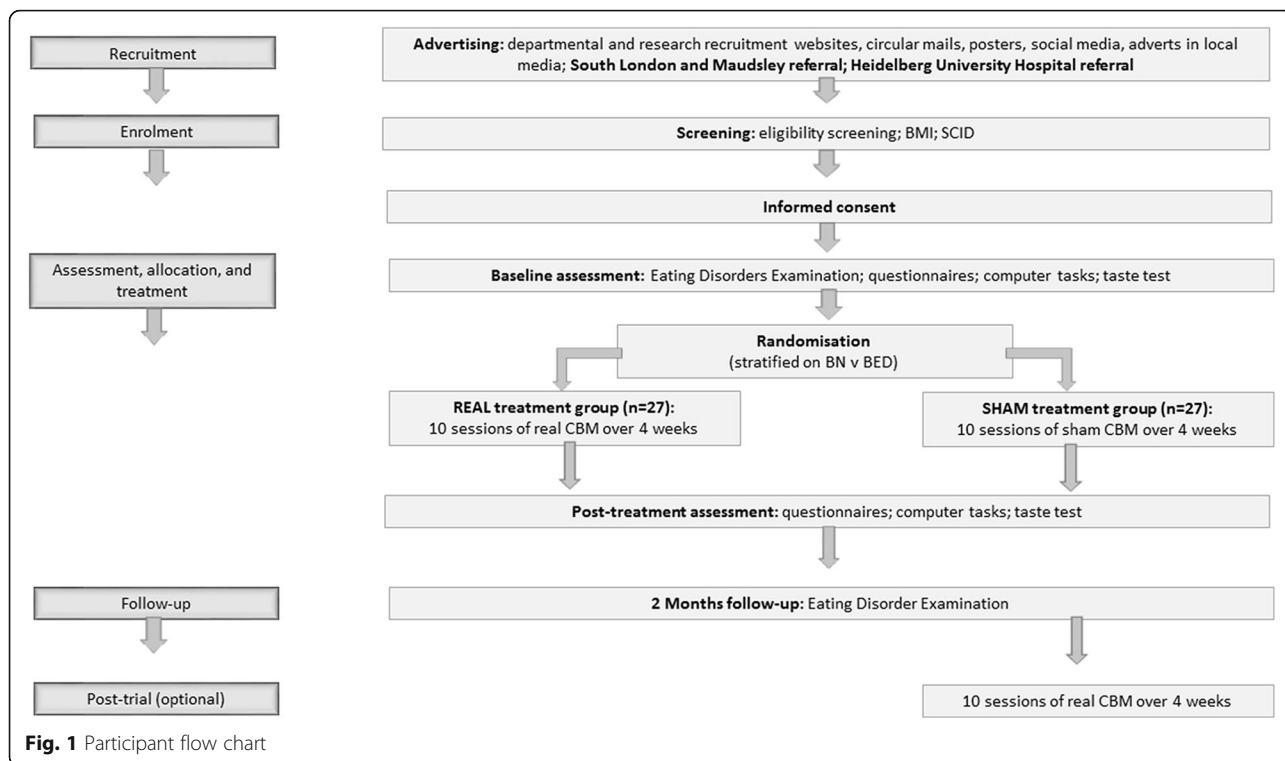 Recruitment
Advertising: departmental and research recruitment websites, circular mails, posters, social media, adverts in local
media; South London and Maudsley referral; Heidelberg University Hospital referral
Enrolment
Screening: eligibility screening; BMI; SCID
Informed consent
Assessment, allocation, and
treatment
Baseline assessment: Eating Disorders Examination; questionnaires; computer tasks; taste test
Randomisation
(stratified on BN v BED)
REAL treatment group (n=27):
10 sessions of real CBM over 4 weeks
SHAM treatment group (n=27):
10 sessions of sham CBM over 4 weeks
Post-treatment assessment: questionnaires; computer tasks; taste test
Follow-up
2 Months follow-up: Eating Disorder Examination
Post-trial (optional)
10 sessions of real CBM over 4 weeks
Fig. 1 Participant flow chart